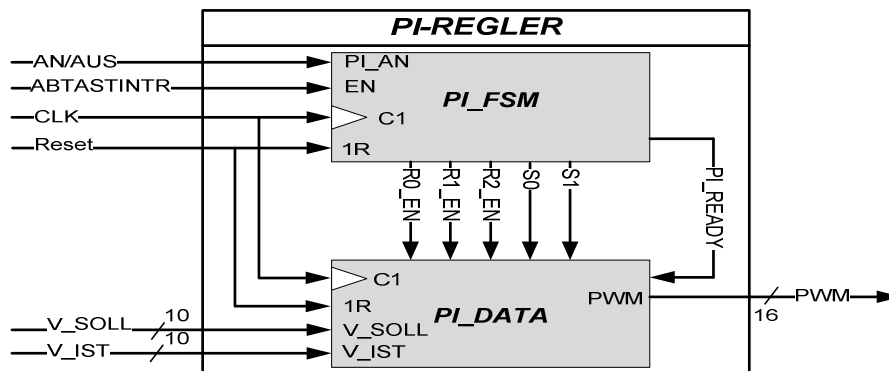 PI-REGLER
AN/AUS
PI_AN
ABTASTINTR
EN
PI_FSM
CLK
C1
Reset
1R
R0_EN
R1_EN
R2_EN
S0
S1
PI_READY
C1
1R
PI_DATA
PWM
16
PWM
V_SOLL
10
V_SOLL
V_IST
10
V_IST